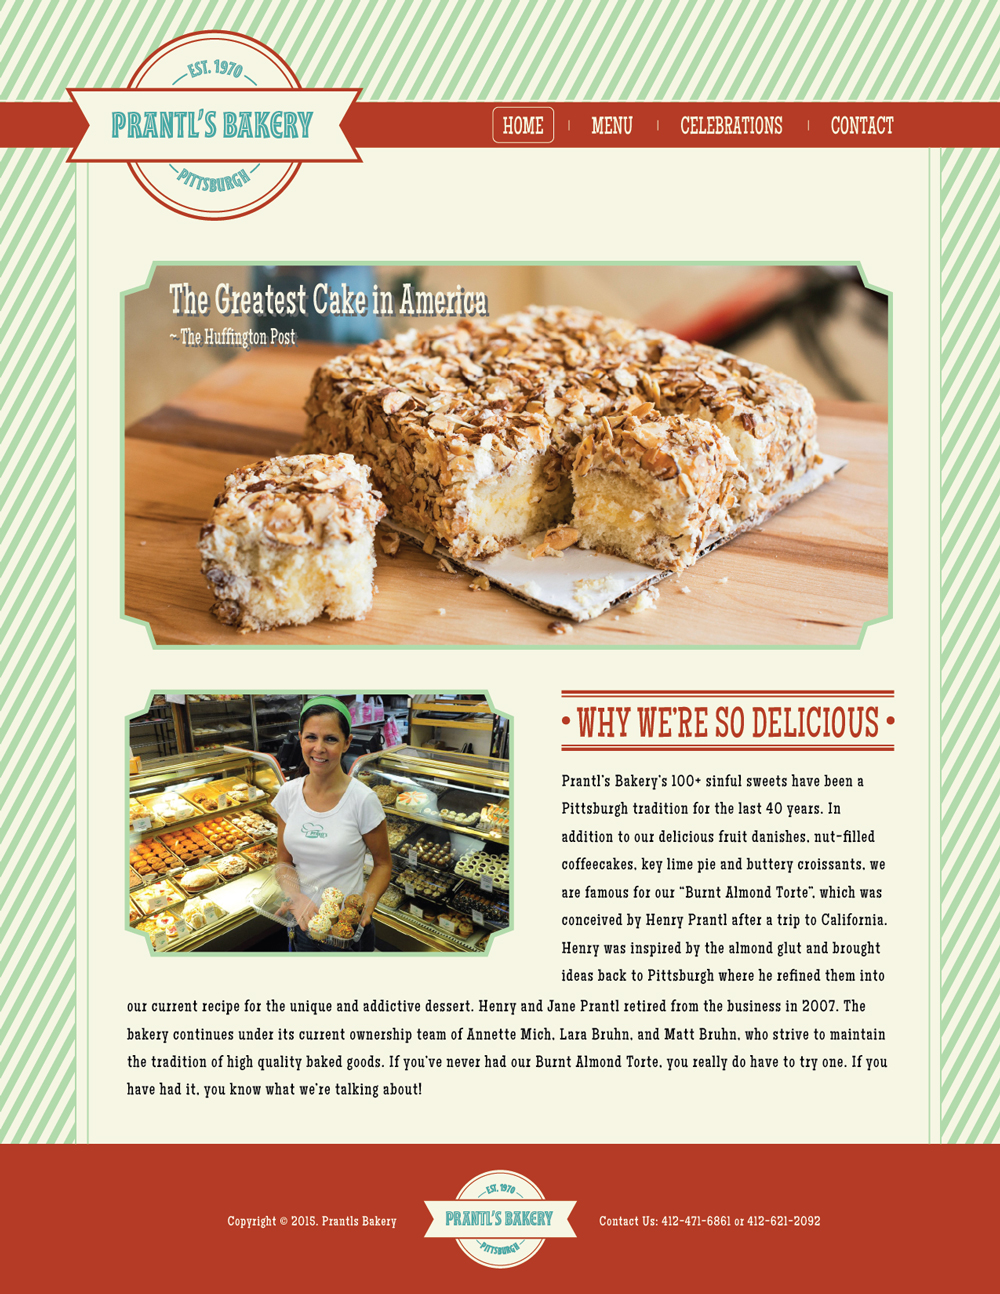 EST. 1970
PRANTL'S BAKERY
PITTSBURGH
HOME
MENU
CELEBRATIONS
CONTACT
The Greatest Cake in America
~ The Huffington Post
• WHY WE'RE SO DELICIOUS •
Prantl's Bakery's 100+ sinful sweets have been a
Pittsburgh tradition for the last 40 years. In
addition to our delicious fruit danishes, nut-filled
coffeecakes, key lime pie and buttery croissants, we
are famous for our “Burnt Almond Torte”, which was
conceived by Henry Prantl after a trip to California.
Henry was inspired by the almond glut and brought
ideas back to Pittsburgh where he refined them into
our current recipe for the unique and addictive dessert. Henry and Jane Prantl retired from the business in 2007. The
bakery continues under its current ownership team of Annette Mich, Lara Bruhn, and Matt Bruhn, who strive to maintain
the tradition of high quality baked goods. If you've never had our Burnt Almond Torte, you really do have to try one. If you
have had it, you know what we're talking about!
Copyright © 2015. Prantls Bakery
EST. 1970
PRANTL'S BAKERY
PITTSBURGH
Contact Us: 412-471-6861 or 412-621-2092